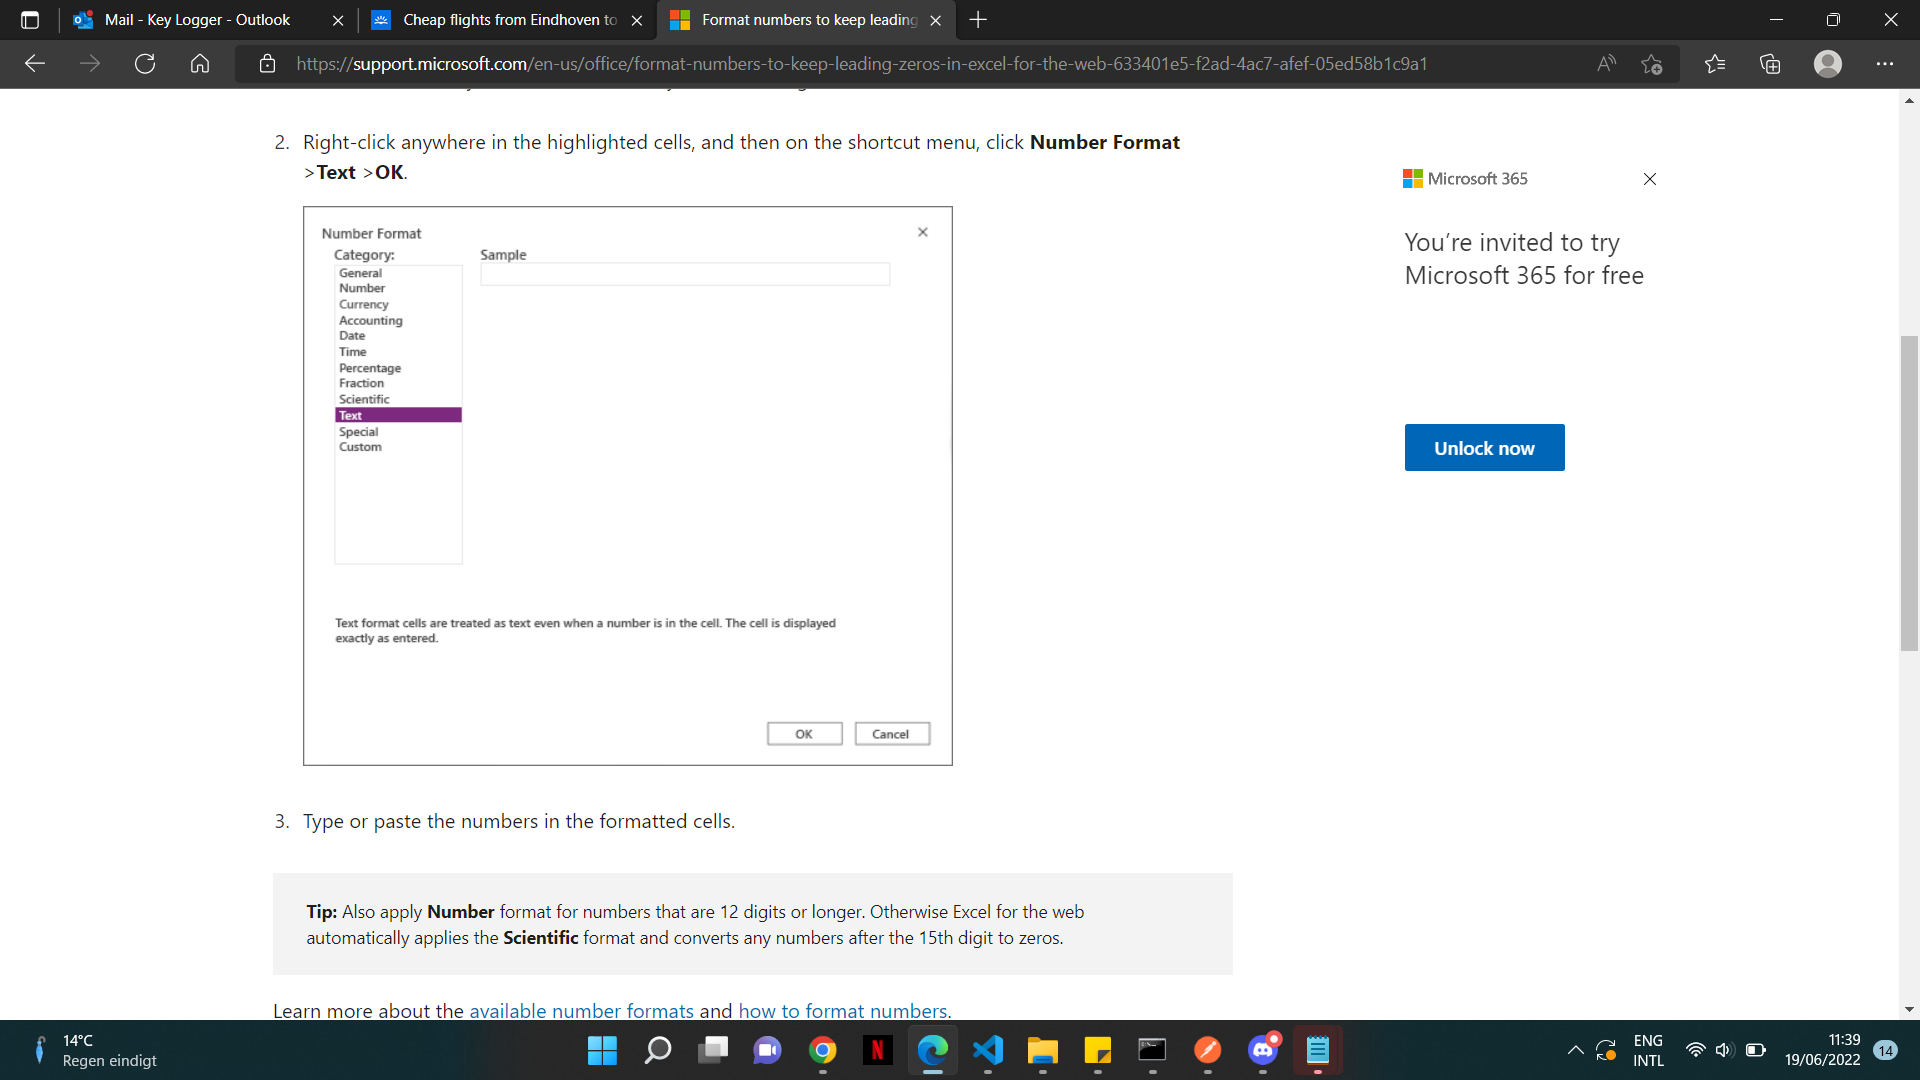 Mail - Key Logger - Outlook
Cheap flights from Eindhoven to
Format numbers to keep leading
https://support.microsoft.com/en-us/office/format-numbers-to-keep-leading-zeros-in-excel-for-the-web-633401e5-f2ad-4ac7-afef-05ed58b1c9a1
2. Right-click anywhere in the highlighted cells, and then on the shortcut menu, click Number Format
>Text >OK.
Number Format
Category:
Sample
General
Number
Currency
Accounting
Date
Time
Percentage
Fraction
Scientific
Text
Special
Custom
Text format cells are treated as text even when a number is in the cell. The cell is displayed
exactly as entered.
OK
Cancel
3. Type or paste the numbers in the formatted cells.
Tip: Also apply Number format for numbers that are 12 digits or longer. Otherwise Excel for the web
automatically applies the Scientific format and converts any numbers after the 15th digit to zeros.
Learn more about the available number formats and how to format numbers.
Microsoft 365
You're invited to try
Microsoft 365 for free
Unlock now
14°C
Regen eindigt
ENG
INTL
11:39
19/06/2022
14